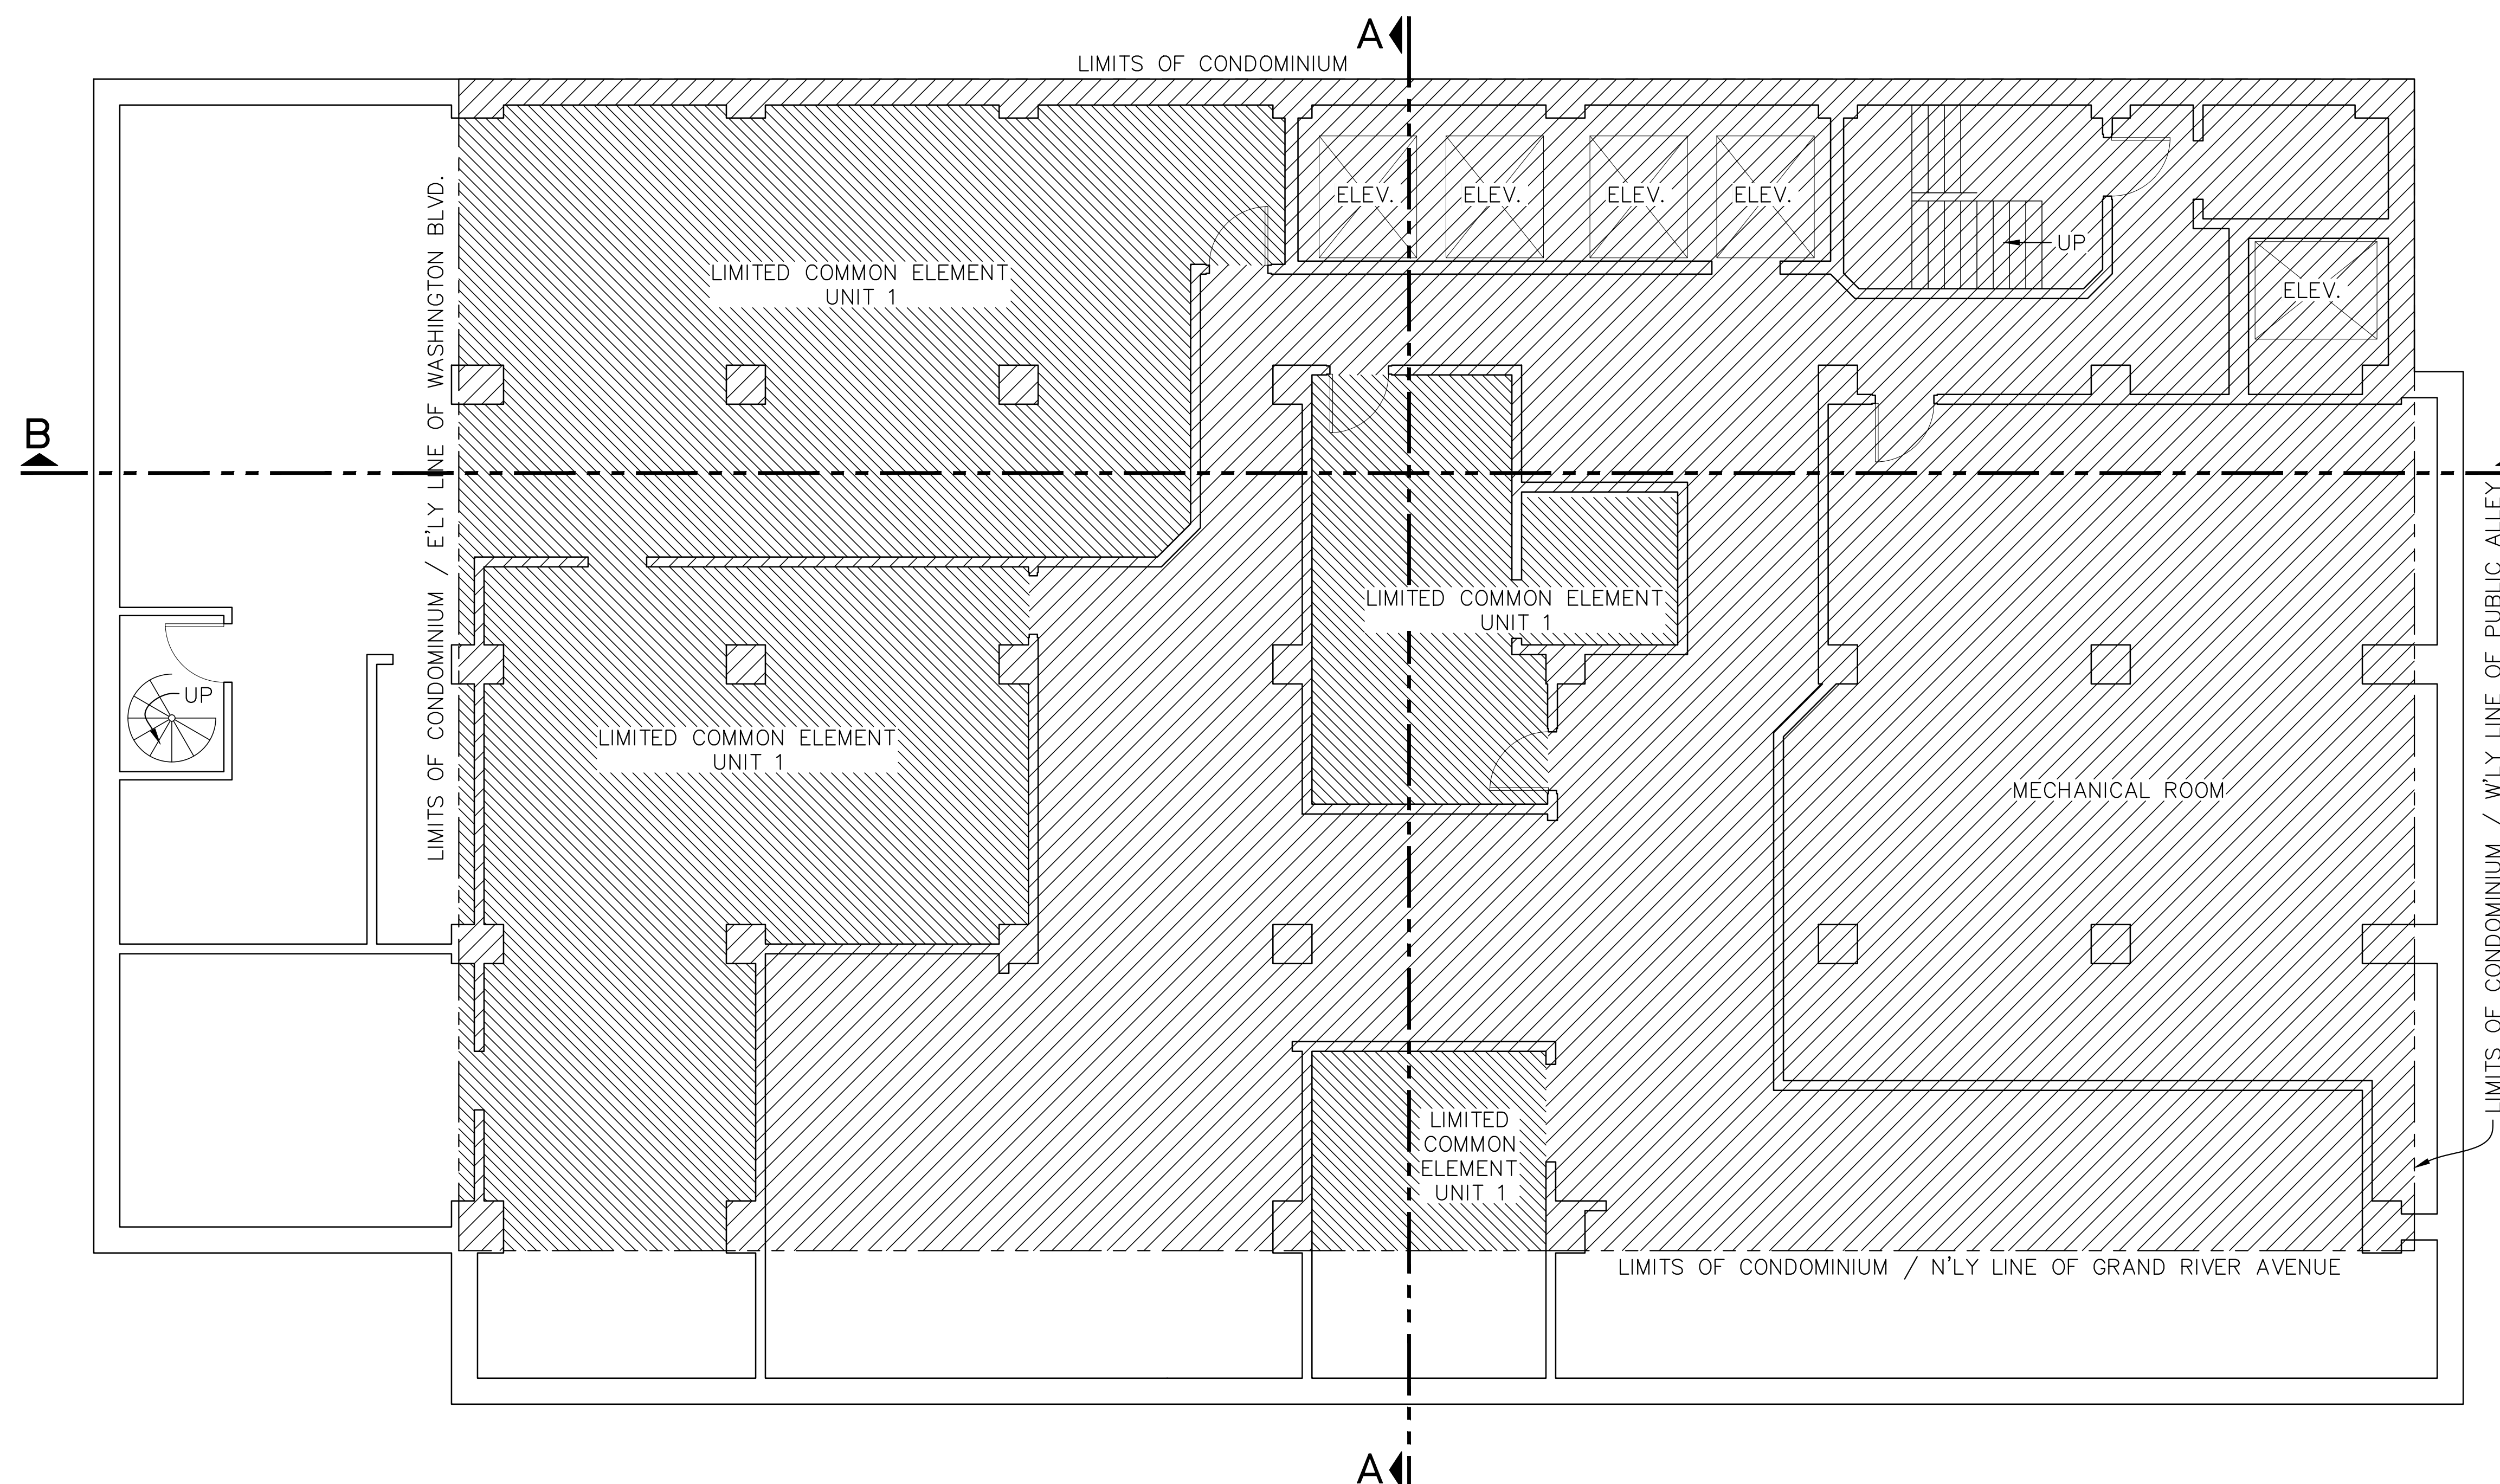 A
LIMITS OF CONDOMINIUM
ELEV.
ELEV.
ELEV.
ELEV.
UP
LIMITED COMMON ELEMENT
UNIT 1
ELEV.
LIMITS OF CONDOMINIUM / E'LY LINE OF WASHINGTON BLVD.
B
LIMITED COMMON ELEMENT
UNIT 1
UP
LIMITED COMMON ELEMENT
UNIT 1
MECHANICAL ROOM
LIMITS OF CONDOMINIUM / W'LY LINE OF PUBLIC ALLEY
LIMITED
COMMON
ELEMENT
UNIT 1
LIMITS OF CONDOMINIUM / N'LY LINE OF GRAND RIVER AVENUE
A